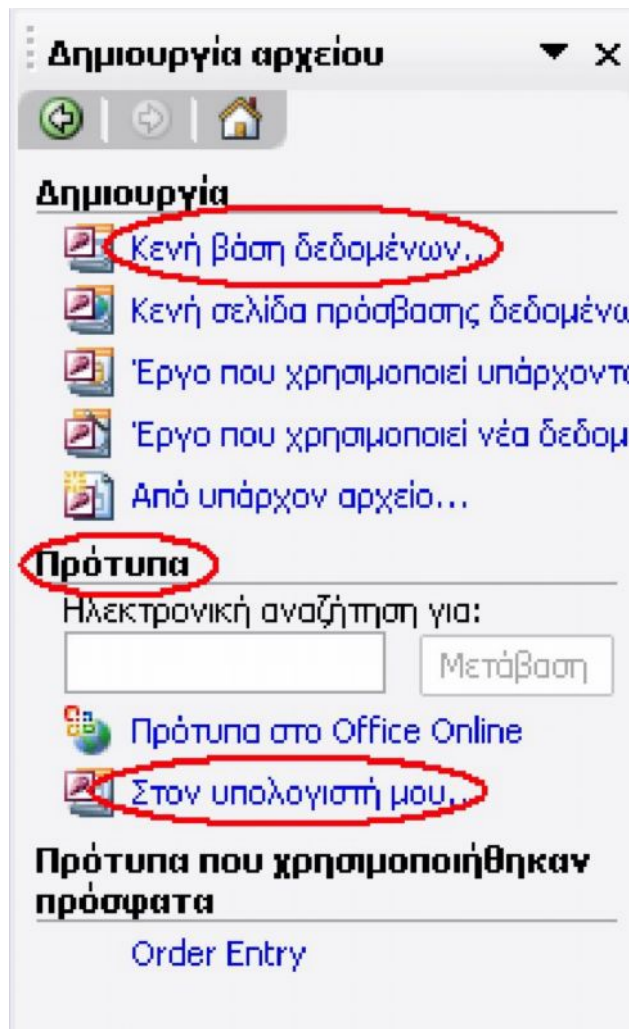 Δημιουργία αρχείου
Δημιουργία
Κενή βάση δεδομένων...
Κενή σελίδα πρόσβασης δεδομένω
Έργο που χρησιμοποιεί υπάρχοντα
Έργο που χρησιμοποιεί νέα δεδομ
Από υπάρχον αρχείο...
Πρότυπα
Ηλεκτρονική αναζήτηση για:
Μετάβαση
Πρότυπα στο Office Online
Στον υπολογιστή μου...
Πρότυπα που χρησιμοποιήθηκαν
πρόσφατα
Order Entry